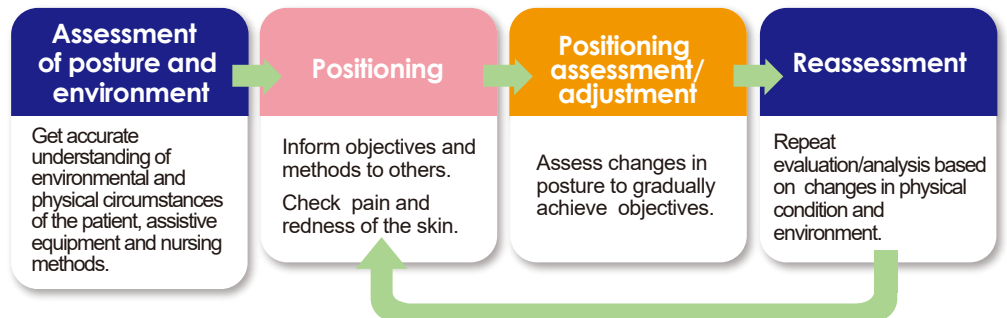 Assessment
of posture and
environment
Get accurate
understanding of
environmental and
physical circumstances
of the patient, assistive
equipment and nursing
methods.
Positioning
Inform objectives and
methods to others.
Check pain and
redness of the skin.
Positioning
assessment/
adjustment
Assess changes in
posture to gradually
achieve objectives.
Reassessment
Repeat
evaluation/analysis based
on changes in physical
condition and
environment.